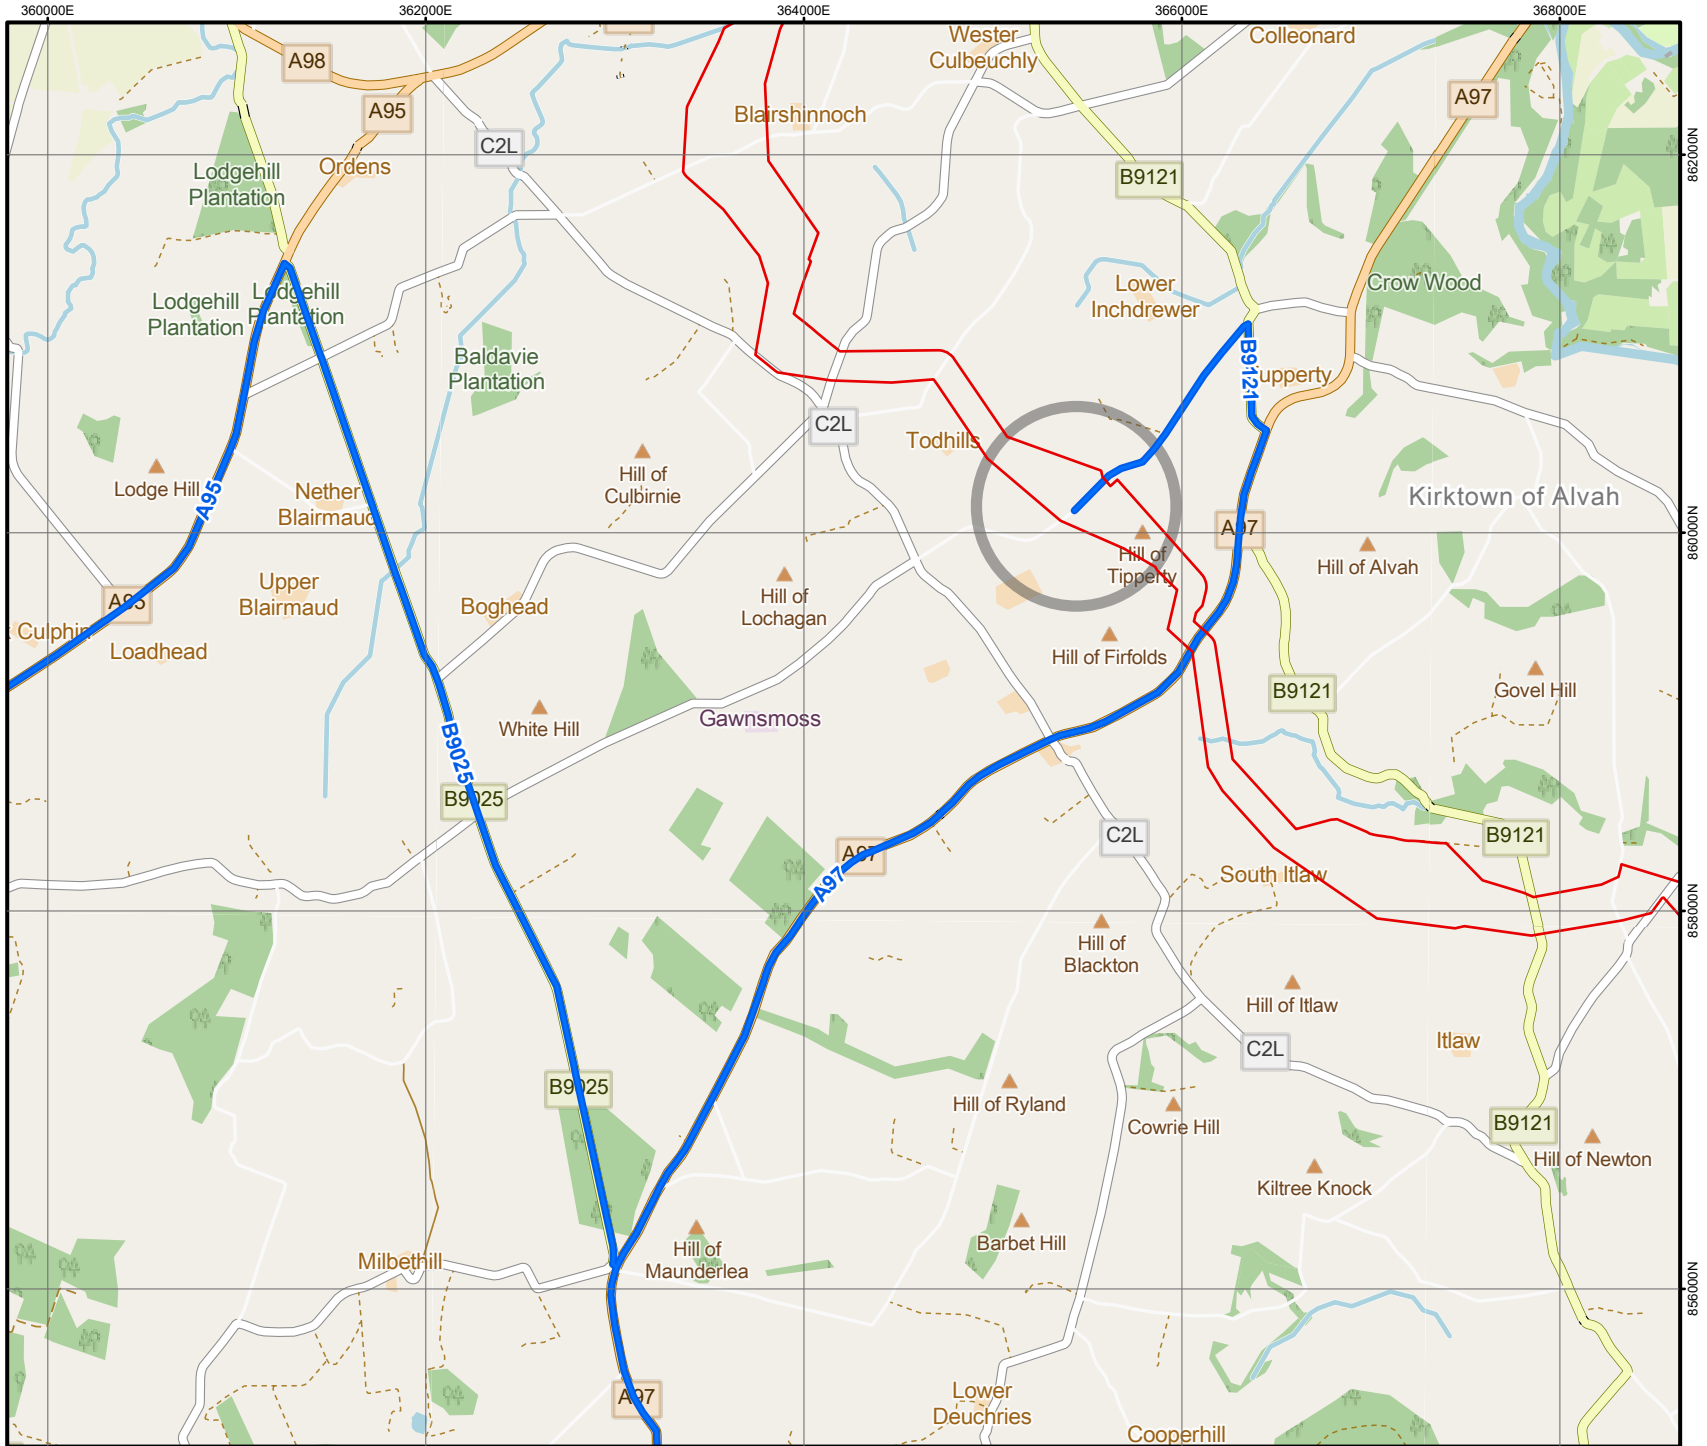 360000E
362000E
364000E
366000E
368000E
Wester
Culbeuchly
Colleonard
A98
A95
A97
Blairshinnoch
C2L
862000N
Ordens
Lodgehill
Plantation
B9121
Lodgehill
Plantation
Lodgehill
Plantation
Lower
Inchdrewer
Crow Wood
Baldavie
Plantation
B9121
C2L
Todhills
Lodge Hill
A95
Nether
Blairmaud
Hill of
Culbirnie
Kirktown of Alvah
A97
860000N
Hill of
Tipperty
Hill of Alvah
Upper
Blairmaud
A95
Boghead
Hill of
Lochagan
Culphin
Loadhead
Hill of Firfolds
B9121
Govel Hill
White Hill
Gawnsmoss
B9025
B9025
C2L
B9121
A97
A97
South Itlaw
858000N
Hill of
Blackton
Hill of Itlaw
Itlaw
C2L
B9025
Hill of Ryland
Cowrie Hill
B9121
Hill of Newton
Kiltree Knock
Barbet Hill
Milbethill
Hill of
Maunderlea
856000N
A97
Lower
Deuchries
Cooperhill